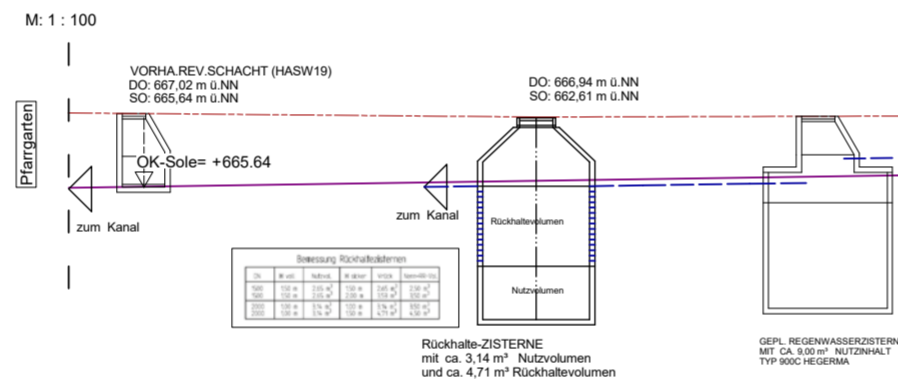 M: 1 : 100
VORHA.REV.SCHACHT (HASW19)
DO: 667,02 m ü.NN
SO: 665,64 m ü.NN
DO: 666,94 m ü.NN
SO: 662,61 m ü.NN
Pfarrgarten
OK-Sole= +665.64
zum Kanal
zum Kanal
Rückhaltevolumen
Nutzvolumen
Bemessung Rückhaltezisternen
Rückhalte-ZISTERNE
mit ca. 3,14 m³ Nutzvolumen
und ca. 4,71 m³ Rückhaltevolumen
GEPL. REGENWASSERZISTERN
MIT CA. 9,00 m³ NUTZINHALT
TYP 900C HEGERMA